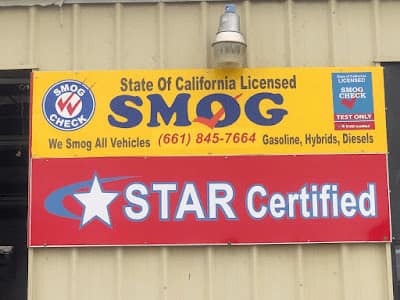 State Of California Licensed
SMOG
CHECK
SMOG
We Smog All Vehicles (661) 845-7664 Gasoline, Hybrids, Diesels
State of California
LICENSED
SMOG
CHECK
TEST ONLY
STAR Certified